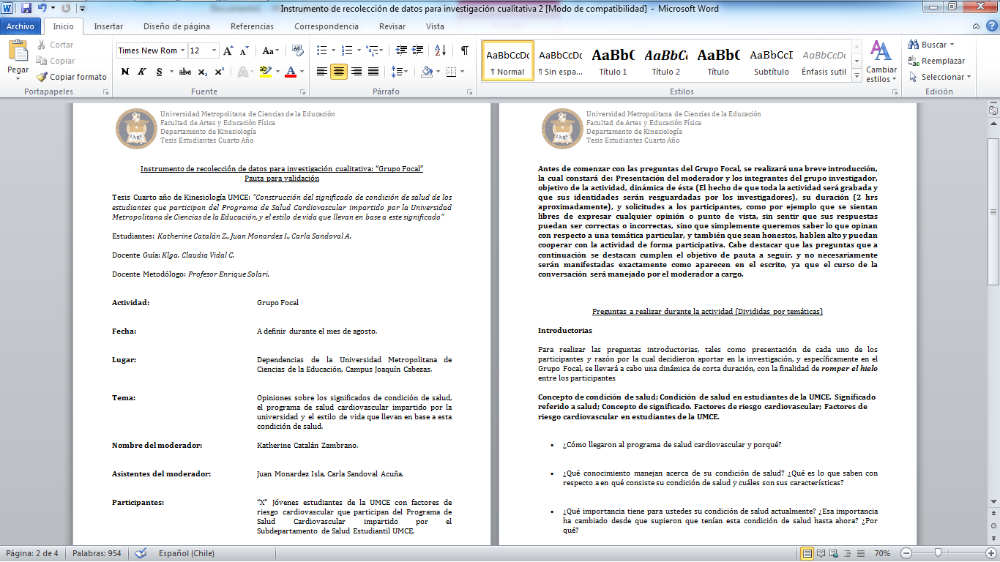 Instrumento de recolección de datos para investigación cualitativa 2 [Modo de compatibilidad] - Microsoft Word
Archivo Inicio Insertar Diseño de página Referencias Correspondencia Revisar Vista
Pegar
Cortar
Copiar
Copiar formato
Portapapeles
Times New Rom 12
N K S abc x₂ x²
Fuente
Párrafo
AaBbCcDc AaBbCcDc AaBbC AaBbCc AaBbC AaBbCcI AaBbCcDc
¶ Normal ¶ Sin espa... Título 1 Título 2 Título Subtítulo Énfasis sutil
Cambiar estilos
Estilos
Buscar
Reemplazar
Seleccionar
Edición
Universidad Metropolitana de Ciencias de la Educación
Facultad de Artes y Educación Física
Departamento de Kinesiología
Tesis Estudiantes Cuarto Año
Instrumento de recolección de datos para investigación cualitativa: “Grupo Focal”
Pauta para validación
Tesis Cuarto año de Kinesiología UMCE: “Construcción del significado de condición de salud de los
estudiantes que participan del Programa de Salud Cardiovascular impartido por la Universidad
Metropolitana de Ciencias de la Educación, y el estilo de vida que llevan en base a este significado”
Estudiantes: Katherine Catalán Z., Juan Monardez I., Carla Sandoval A.
Docente Guía: Klga. Claudia Vidal C.
Docente Metodólogo: Profesor Enrique Solari.
Actividad: Grupo Focal
Fecha: A definir durante el mes de agosto.
Lugar: Dependencias de la Universidad Metropolitana de
Ciencias de la Educación, Campus Joaquín Cabezas.
Tema: Opiniones sobre los significados de condición de salud,
el programa de salud cardiovascular impartido por la
universidad y el estilo de vida que llevan en base a esta
condición de salud.
Nombre del moderador: Katherine Catalán Zambrano.
Asistentes del moderador: Juan Monardez Isla, Carla Sandoval Acuña.
Participantes: “X” Jóvenes estudiantes de la UMCE con factores de
riesgo cardiovascular que participan del Programa de
Salud Cardiovascular impartido por el
Subdepartamento de Salud Estudiantil UMCE.
Universidad Metropolitana de Ciencias de la Educación
Facultad de Artes y Educación Física
Departamento de Kinesiología
Tesis Estudiantes Cuarto Año
Antes de comenzar con las preguntas del Grupo Focal, se realizará una breve introducción,
la cual constará de: Presentación del moderador y los integrantes del grupo investigador,
objetivo de la actividad, dinámica de ésta (El hecho de que toda la actividad será grabada y
que sus identidades serán resguardadas por los investigadores), su duración (2 hrs
aproximadamente), y solicitudes a los participantes, como por ejemplo que se sientan
libres de expresar cualquier opinión o punto de vista, sin sentir que sus respuestas
puedan ser correctas o incorrectas, sino que simplemente queremos saber lo que opinan
con respecto a una temática particular, y también que sean honestos, hablen alto y puedan
cooperar con la actividad de forma participativa. Cabe destacar que las preguntas que a
continuación se destacan cumplen el objetivo de pauta a seguir, y no necesariamente
serán manifestadas exactamente como aparecen en el escrito, ya que el curso de la
conversación será manejado por el moderador a cargo.
Preguntas a realizar durante la actividad (Divididas por temáticas)
Introductorias
Para realizar las preguntas introductorias, tales como presentación de cada uno de los
participantes y razón por la cual decidieron aportar en la investigación, y específicamente en el
Grupo Focal, se llevará a cabo una dinámica de corta duración, con la finalidad de romper el hielo
entre los participantes
Concepto de condición de salud; Condición de salud en estudiantes de la UMCE. Significado
referido a salud; Concepto de significado. Factores de riesgo cardiovascular; Factores de
riesgo cardiovascular en estudiantes de la UMCE.
• ¿Cómo llegaron al programa de salud cardiovascular y porqué?
• ¿Qué conocimiento manejan acerca de su condición de salud? ¿Qué es lo que saben con
respecto a en qué consiste su condición de salud y cuáles son sus características?
• ¿Qué importancia tiene para ustedes su condición de salud actualmente? ¿Esa importancia
ha cambiado desde que supieron que tenían esta condición de salud hasta ahora? ¿Por
qué?
Página: 2 de 4 Palabras: 954 Español (Chile) 70%